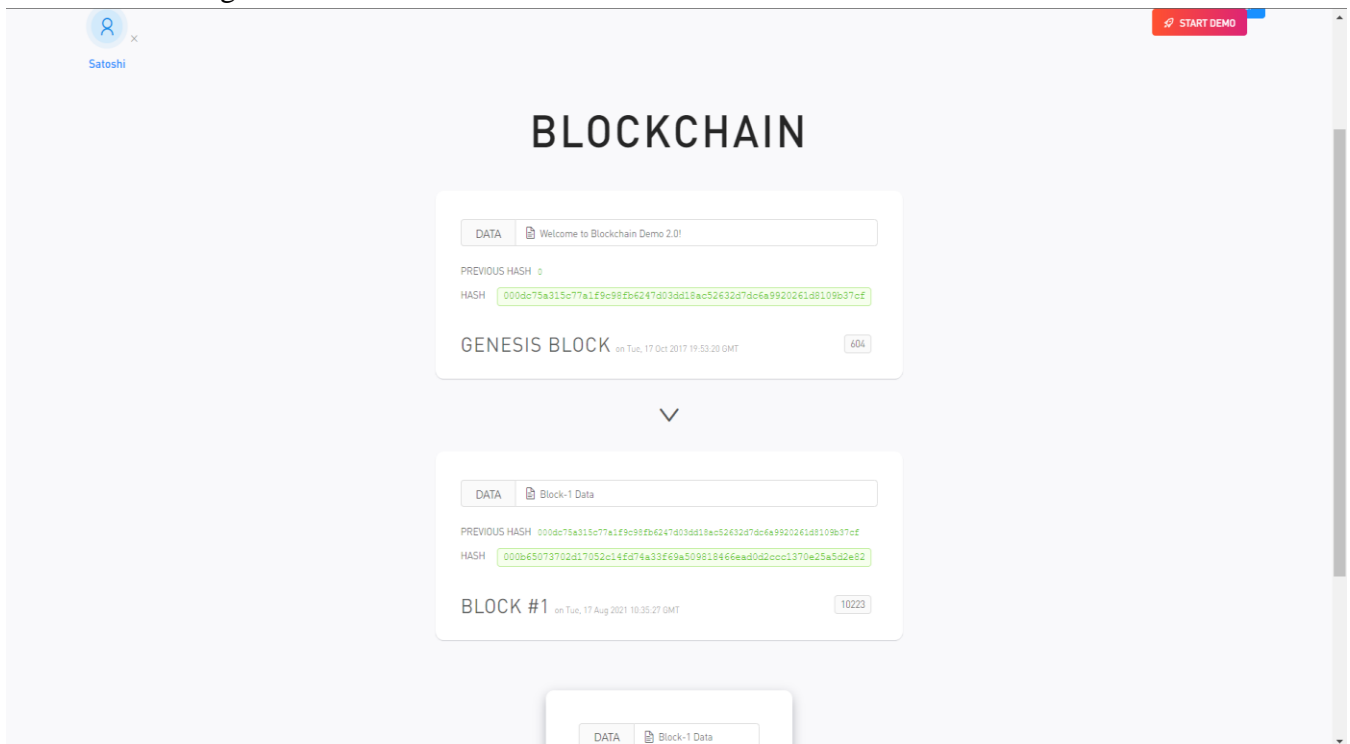 START DEMO
Satoshi
BLOCKCHAIN
DATA Welcome to Blockchain Demo 2.0!
PREVIOUS HASH 0
HASH 000dc75a315c77a1f9c98fb6247d03dd18ac52632d7dc6a9920261d8109b37cf
GENESIS BLOCK on Tue, 17 Oct 2017 19:53:20 GMT 604
DATA Block-1 Data
PREVIOUS HASH 000dc75a315c77a1f9c98fb6247d03dd18ac52632d7dc6a9920261d8109b37cf
HASH 000b65073702d17052c14fd74a33f69a509818466ead0d2ccc1370e25a5d2e82
BLOCK #1 on Tue, 17 Aug 2021 10:35:27 GMT 10223
DATA Block-1 Data